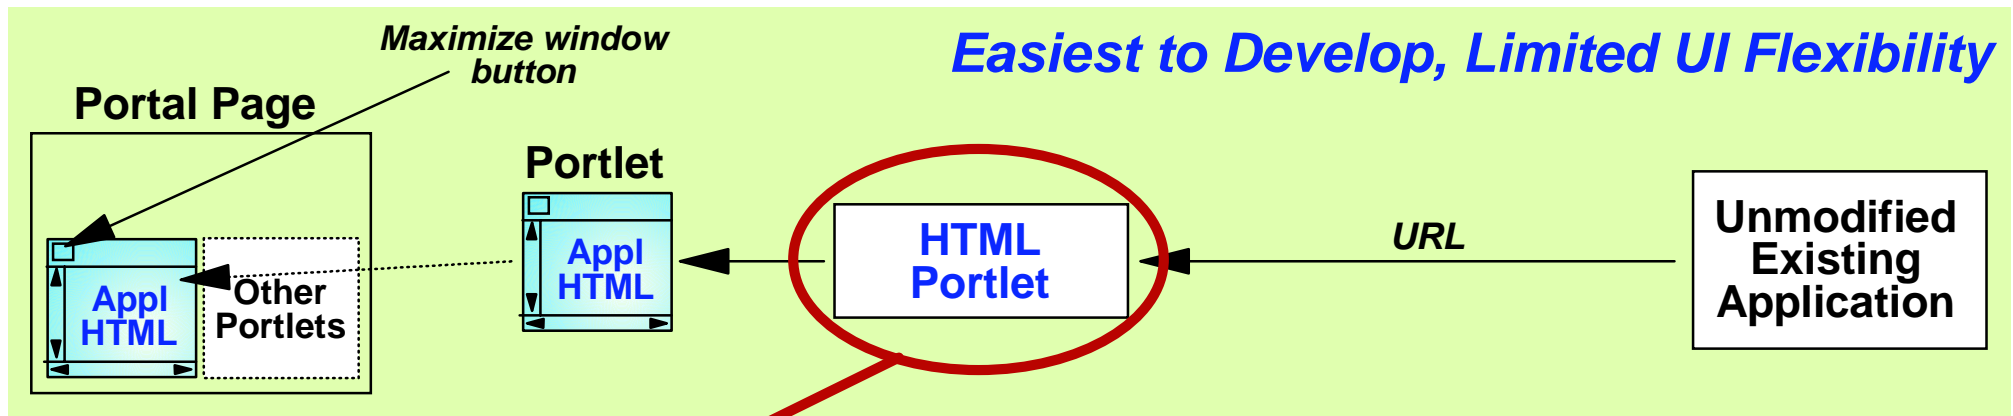 Maximize window
button
Easiest to Develop, Limited UI Flexibility
Portal Page
Portlet
Appl
HTML
Other
Portlets
Appl
HTML
HTML
Portlet
URL
Unmodified
Existing
Application